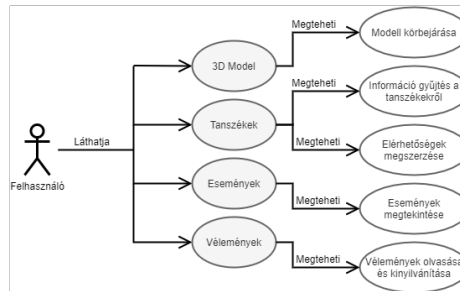 Megteheti
Modell körbejárása
3D Model
Megteheti
Információ gyűjtés a
tanszékekről
Tanszékek
Láthatja
Megteheti
Elérhetőségek
megszerzése
Felhasználó
Események
Megteheti
Események
megtekintése
Vélemények
Megteheti
Vélemények olvasása
és kinyilvánítása